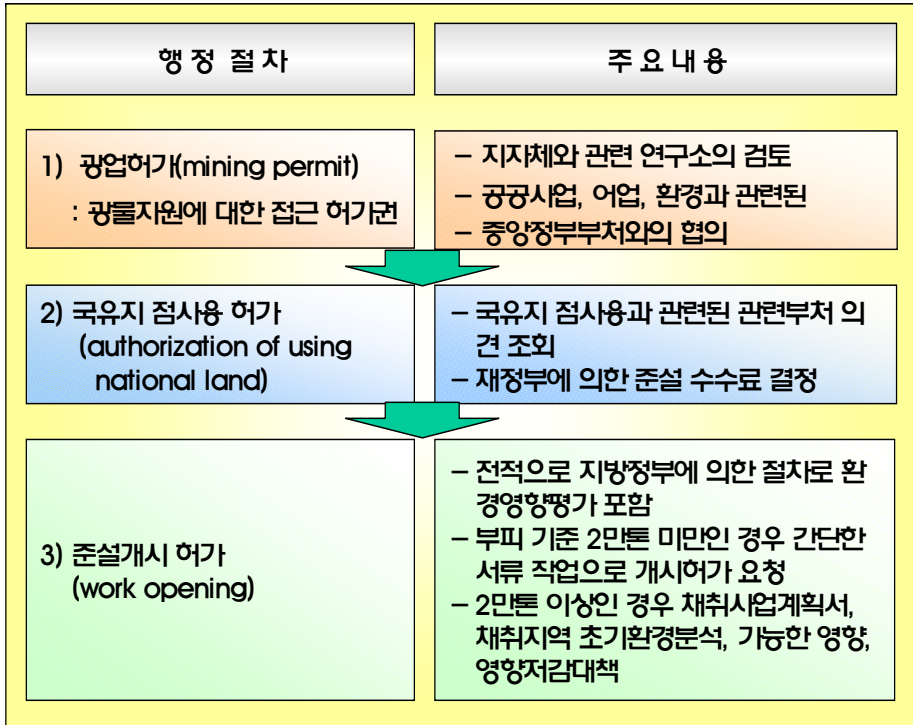 행정 절차
주요내용
1) 광업허가(mining permit)
: 광물자원에 대한 접근 허가권
– 지자체와 관련 연구소의 검토
– 공공사업, 어업, 환경과 관련된
– 중앙정부부처와의 협의
2) 국유지 점사용 허가
(authorization of using
national land)
– 국유지 점사용과 관련된 관련부처 의
견 조회
– 재정부에 의한 준설 수수료 결정
3) 준설개시 허가
(work opening)
– 전적으로 지방정부에 의한 절차로 환
경영향평가 포함
– 부피 기준 2만톤 미만인 경우 간단한
서류 작업으로 개시허가 요청
– 2만톤 이상인 경우 채취사업계획서,
채취지역 초기환경분석, 가능한 영향,
영향저감대책